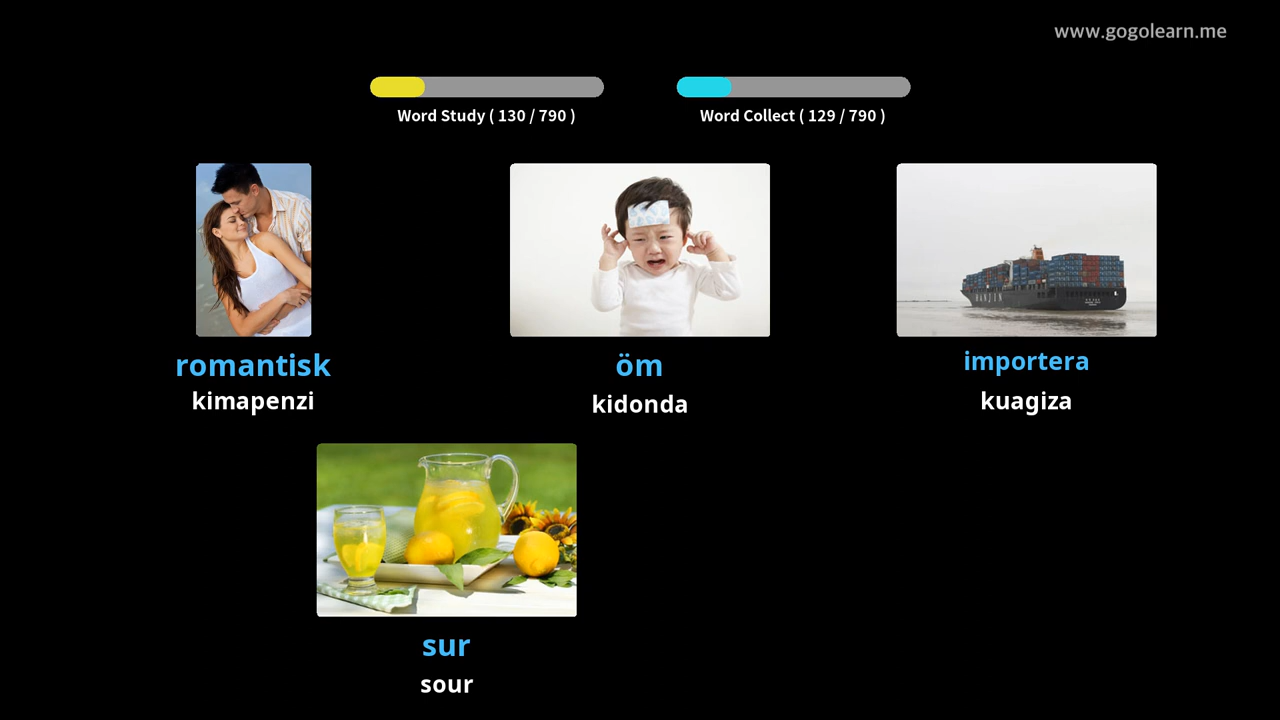 www.gogolearn.me
Word Study ( 130 / 790 )
Word Collect ( 129 / 790 )
HANJIN
romantisk
kimapenzi
öm
kidonda
importera
kuagiza
sur
sour